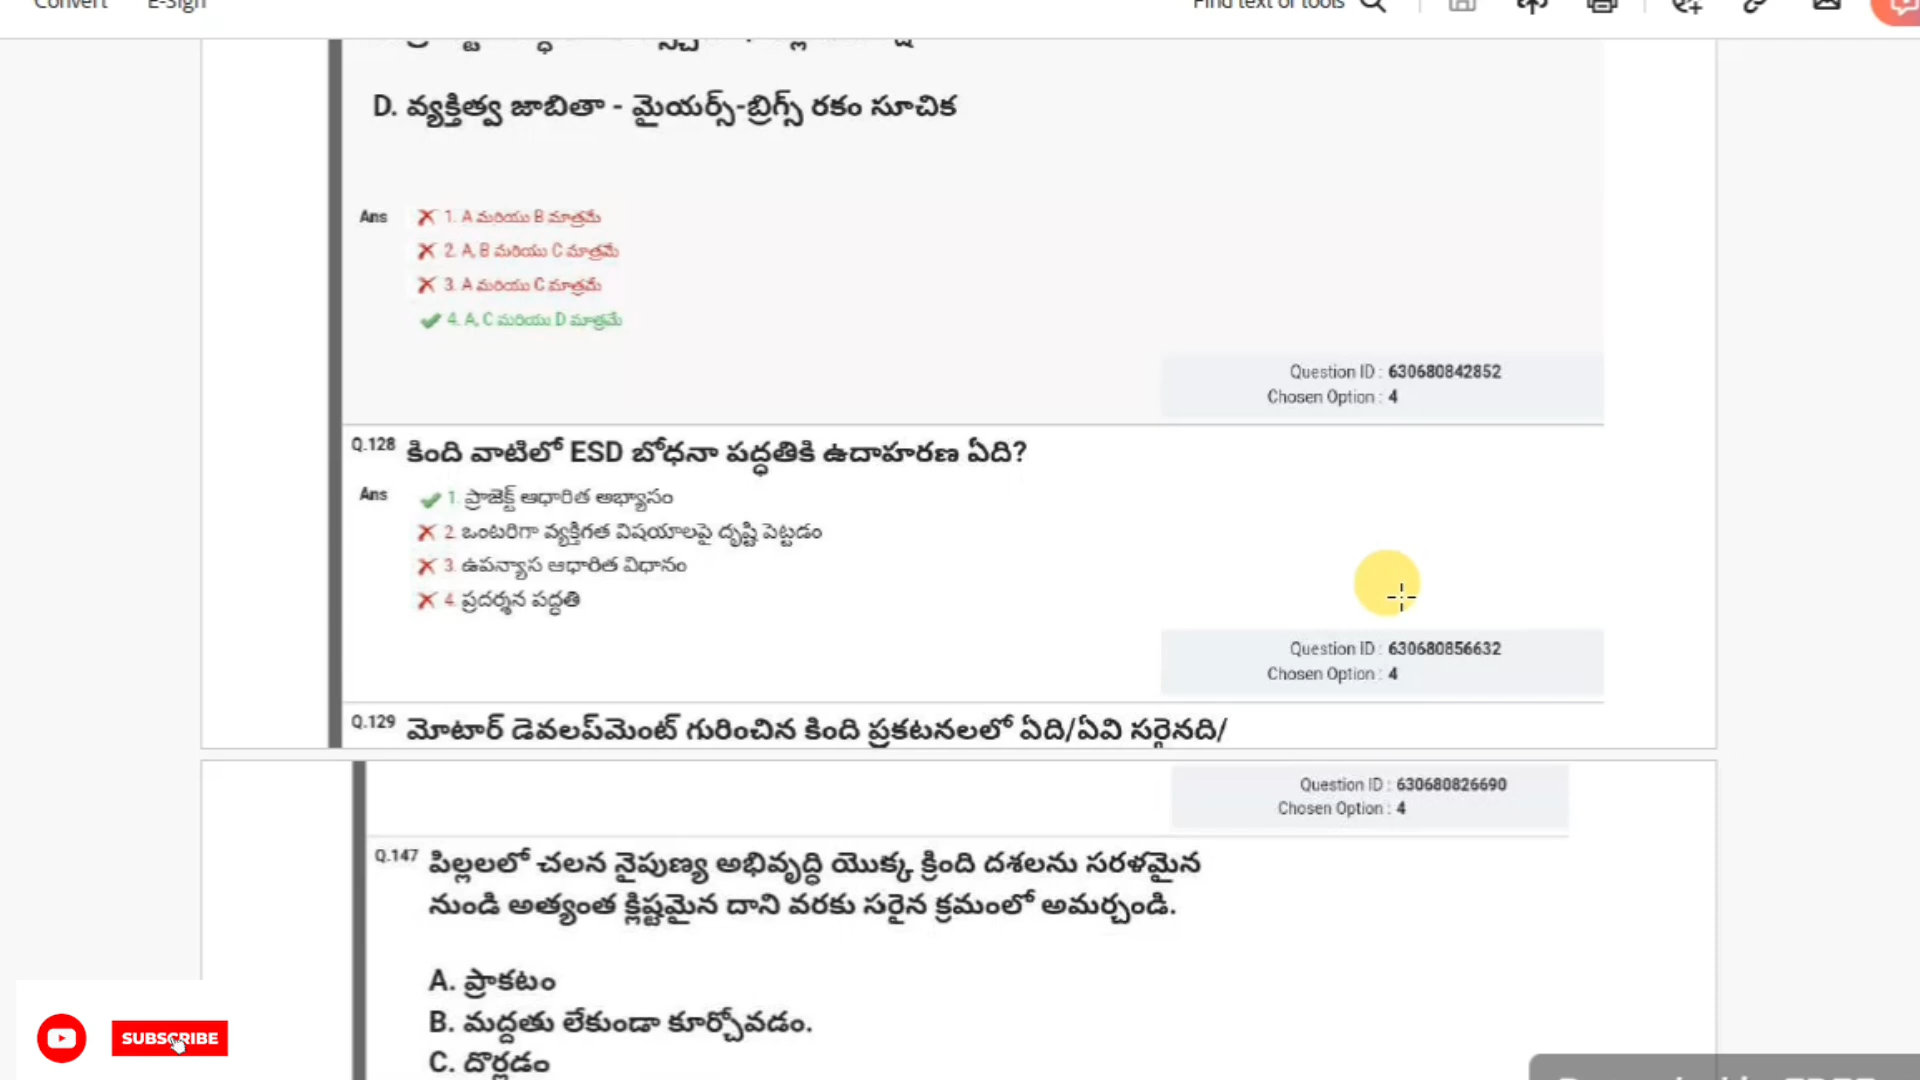 Convert E-Sign Find text or tools
D. వ్యక్తిత్వ జాబితా - మైయర్స్-బ్రిగ్స్ రకం సూచిక
Ans 1. A మరియు B మాత్రమే
2. A, B మరియు C మాత్రమే
3. A మరియు C మాత్రమే
4. A, C మరియు D మాత్రమే
Question ID : 630680842852
Chosen Option : 4
Q.128 కింది వాటిలో ESD బోధనా పద్ధతికి ఉదాహరణ ఏది?
Ans 1. ప్రాజెక్ట్ ఆధారిత అభ్యాసం
2. ఒంటరిగా వ్యక్తిగత విషయాలపై దృష్టి పెట్టడం
3. ఉపన్యాస ఆధారిత విధానం
4. ప్రదర్శన పద్ధతి
Question ID : 630680856632
Chosen Option : 4
Q.129 మోటార్ డెవలప్‌మెంట్ గురించిన కింది ప్రకటనలలో ఏది/ఏవి సరైనది/
Question ID : 630680826690
Chosen Option : 4
Q.147 పిల్లలలో చలన నైపుణ్య అభివృద్ధి యొక్క క్రింది దశలను సరళమైన
నుండి అత్యంత క్లిష్టమైన దాని వరకు సరైన క్రమంలో అమర్చండి.
A. ప్రాకటం
B. మద్దతు లేకుండా కూర్చోవడం.
C. దొర్లడం
SUBSCRIBE